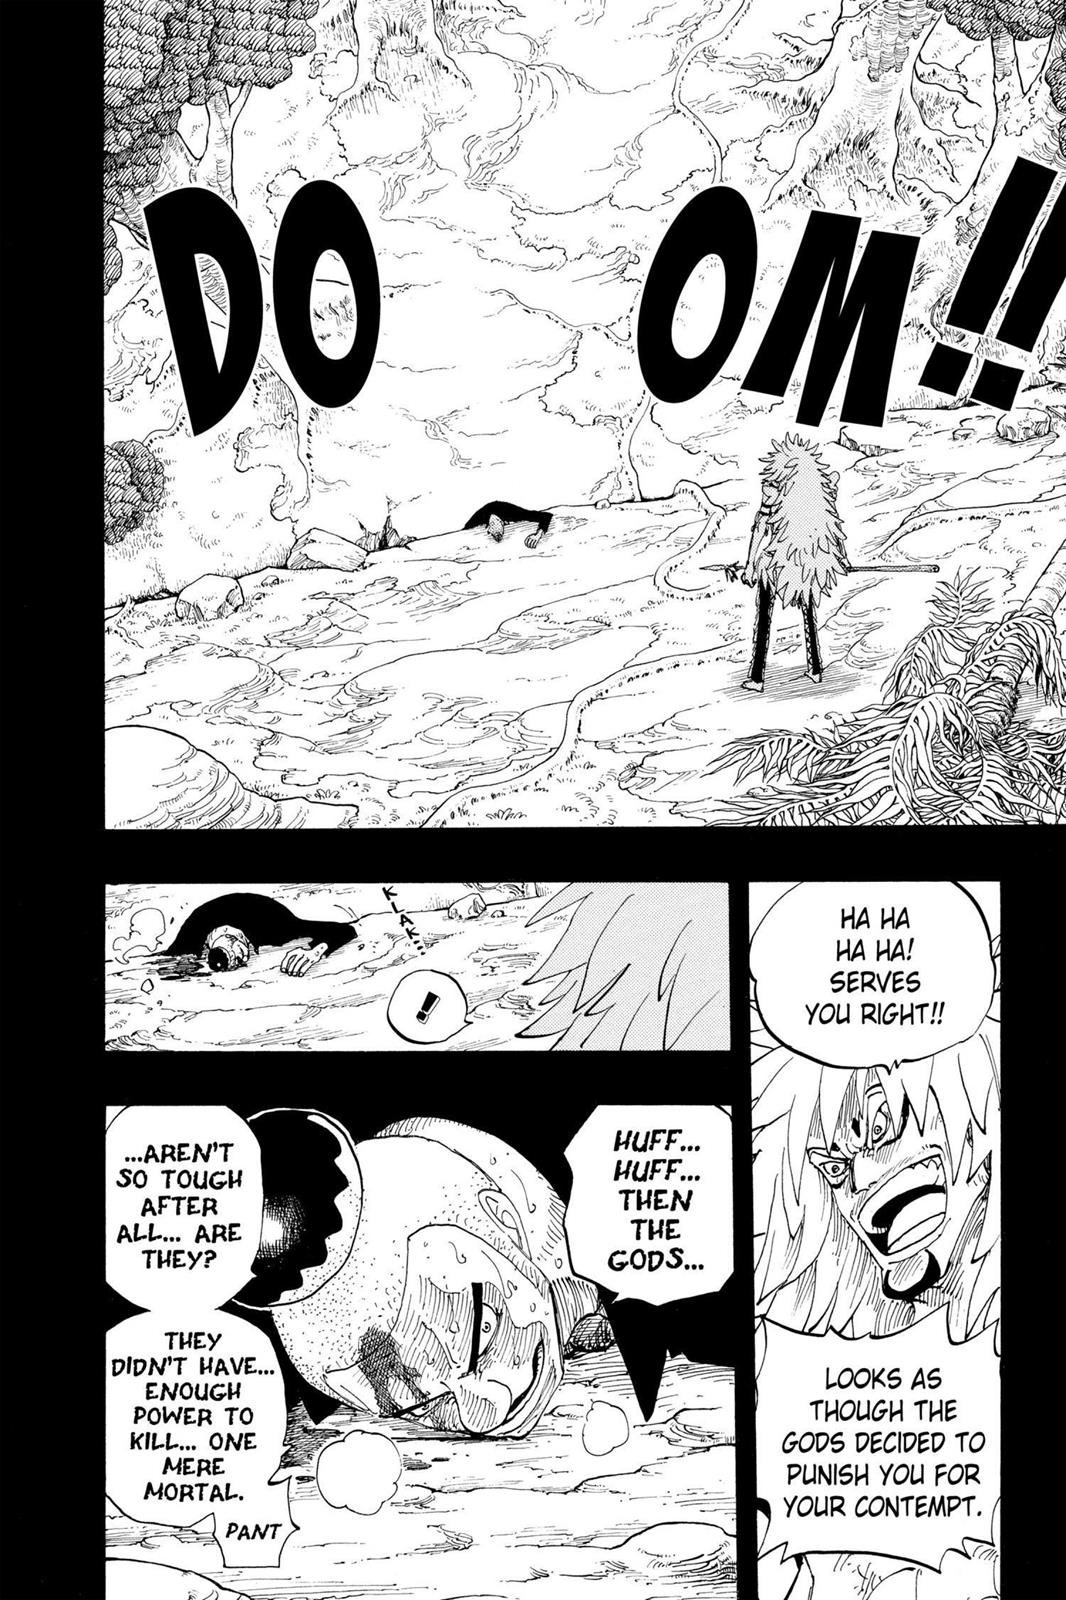 DOOM!!
HA HA
HA HA!
SERVES
YOU RIGHT!!
LOOKS AS
THOUGH THE
GODS DECIDED TO
PUNISH YOU FOR
YOUR CONTEMPT.
KLAK...
!!
HUFF...
HUFF...
THEN
THE
GODS...
...AREN'T
SO TOUGH
AFTER
ALL... ARE
THEY?
THEY
DIDN'T HAVE...
ENOUGH
POWER TO
KILL... ONE
MERE
MORTAL.
PANT